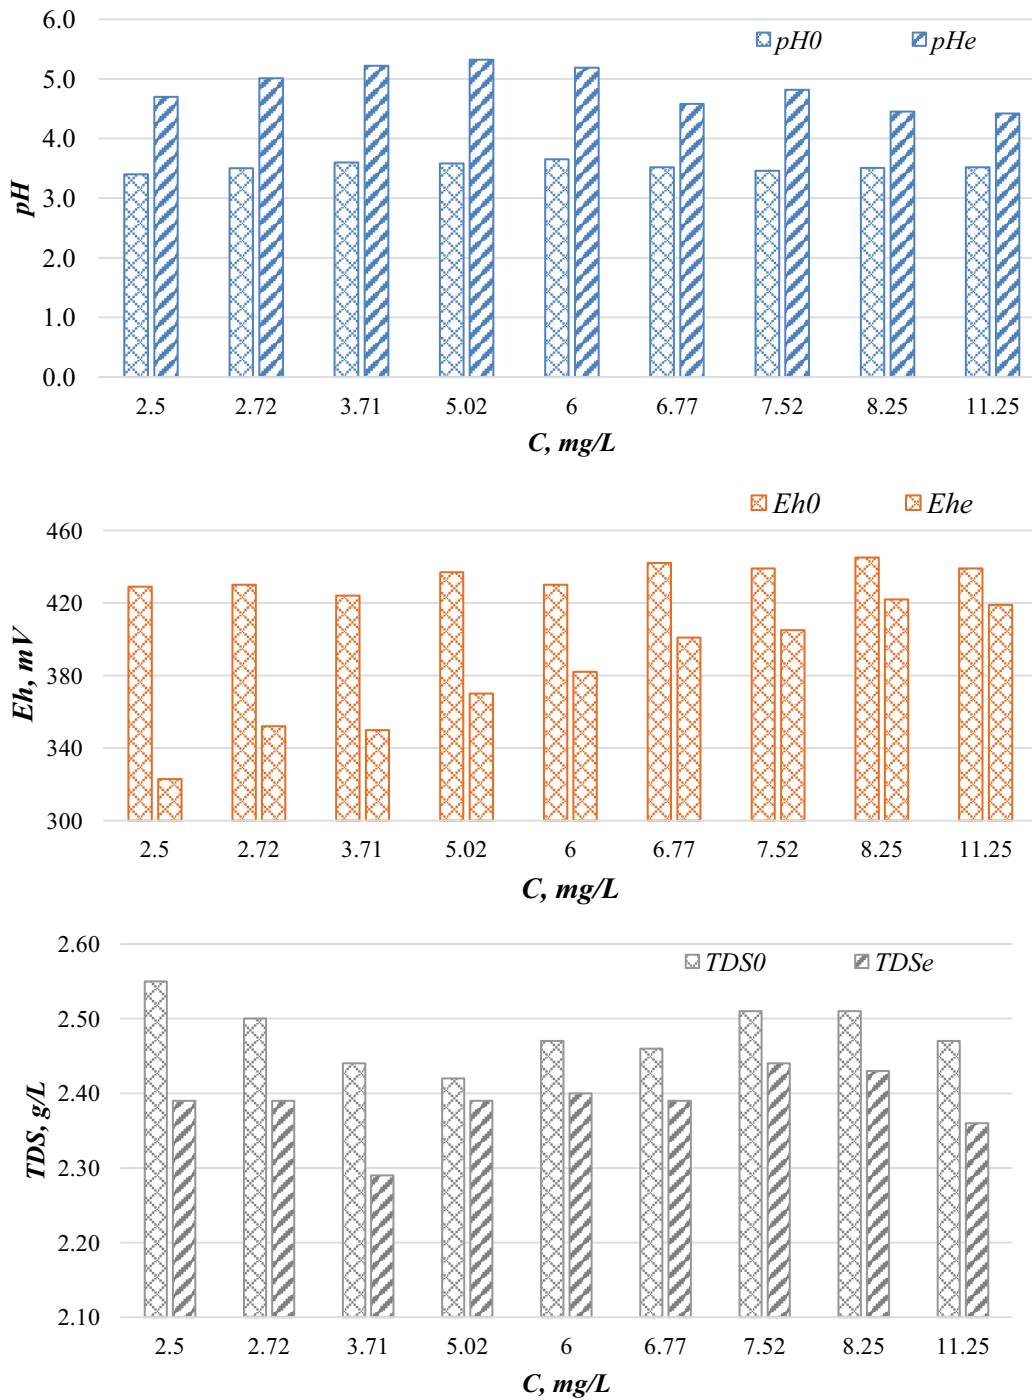 6.0
pH0 pHe
5.0
4.0
pH
3.0
2.0
1.0
0.0
2.5 2.72 3.71 5.02 6 6.77 7.52 8.25 11.25
C, mg/L
Eh0 Ehe
460
420
Eh, mV
380
340
300
2.5 2.72 3.71 5.02 6 6.77 7.52 8.25 11.25
C, mg/L
2.60
TDS0 TDSe
2.50
2.40
TDS, g/L
2.30
2.20
2.10
2.5 2.72 3.71 5.02 6 6.77 7.52 8.25 11.25
C, mg/L